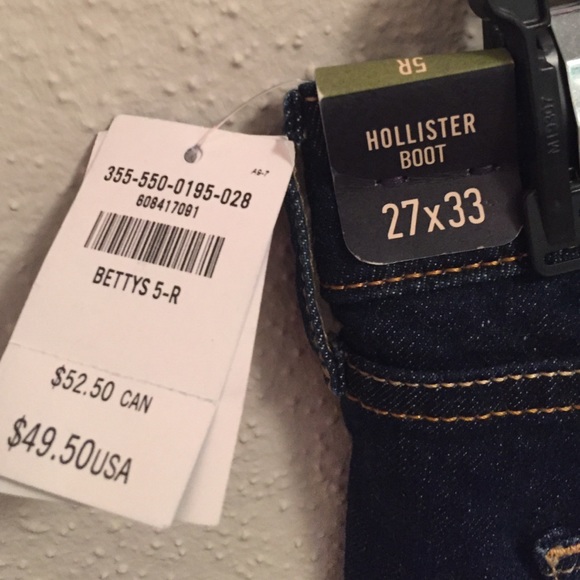 355-550-0195-028
608417091
BETTYS 5-R
$52.50 CAN
$49.50USA
5R
HOLLISTER
BOOT
27x33